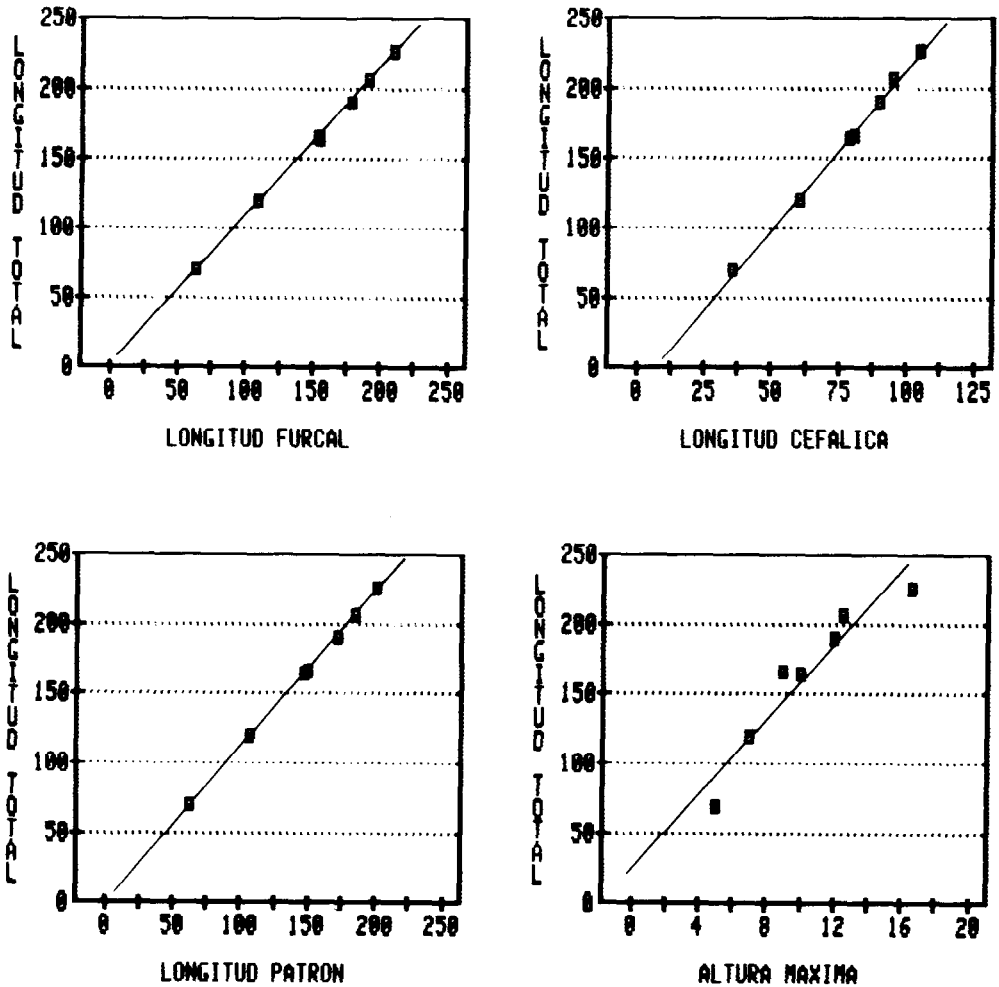 LONGITUD TOTAL
250
200
150
100
50
0
0 50 100 150 200 250
LONGITUD FURCAL
LONGITUD TOTAL
250
200
150
100
50
0
0 25 50 75 100 125
LONGITUD CEFALICA
LONGITUD TOTAL
250
200
150
100
50
0
0 50 100 150 200 250
LONGITUD PATRON
LONGITUD TOTAL
250
200
150
100
50
0
0 4 8 12 16 20
ALTURA MAXIMA